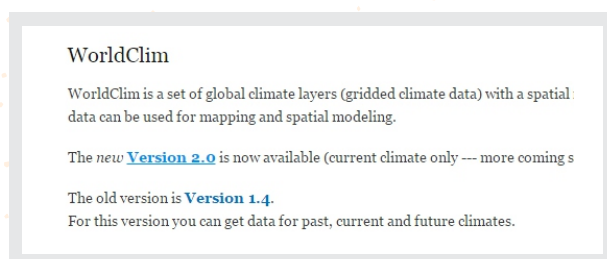 WorldClim
WorldClim is a set of global climate layers (gridded climate data) with a spatial
data can be used for mapping and spatial modeling.
The new Version 2.0 is now available (current climate only --- more coming s
The old version is Version 1.4.
For this version you can get data for past, current and future climates.